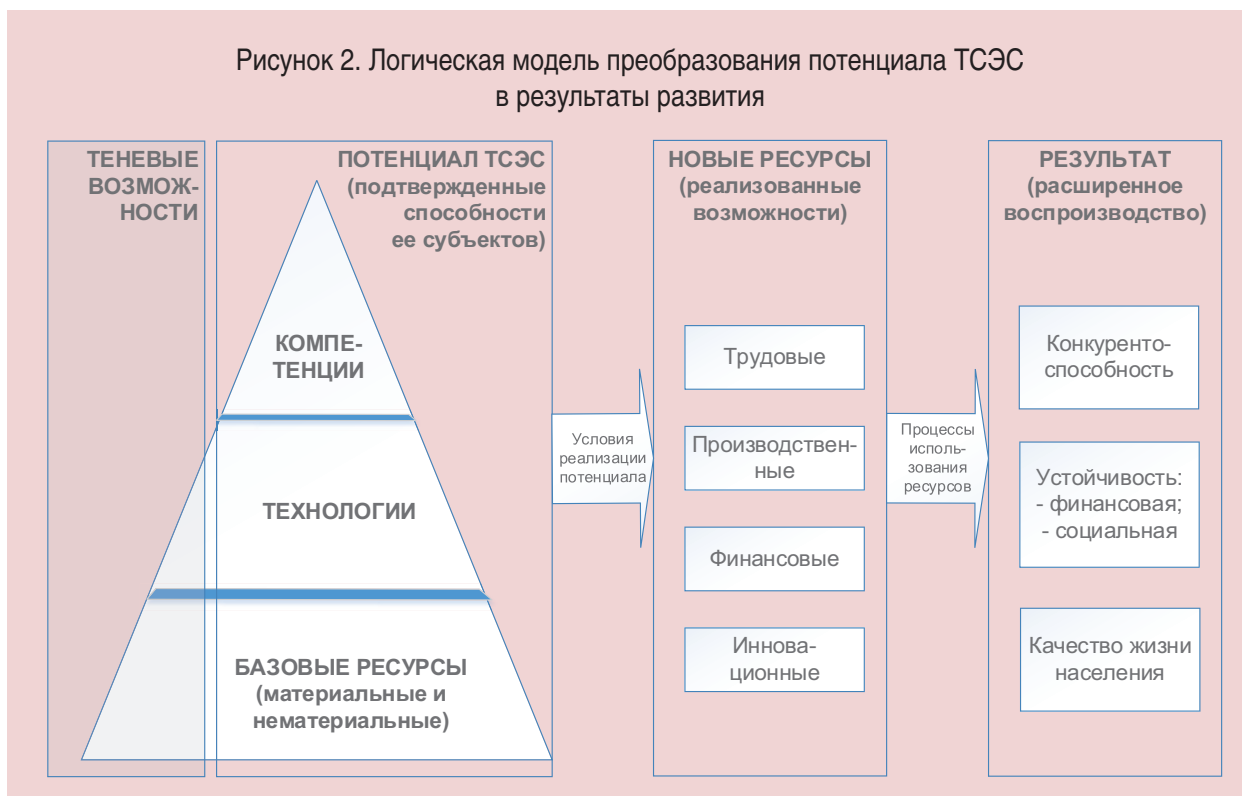 Рисунок 2. Логическая модель преобразования потенциала ТСЭС
в результаты развития
ТЕНЕВЫЕ
ВОЗМОЖ-
НОСТИ
ПОТЕНЦИАЛ ТСЭС
(подтвержденные
способности
ее субъектов)
КОМПЕ-
ТЕНЦИИ
ТЕХНОЛОГИИ
БАЗОВЫЕ РЕСУРСЫ
(материальные и
нематериальные)
Условия
реализации
потенциала
НОВЫЕ РЕСУРСЫ
(реализованные
возможности)
Трудовые
Производствен-
ные
Финансовые
Иннова-
ционные
Процессы
исполь-
зования
ресурсов
РЕЗУЛЬТАТ
(расширенное
воспроизводство)
Конкуренто-
способность
Устойчивость:
- финансовая;
- социальная
Качество жизни
населения